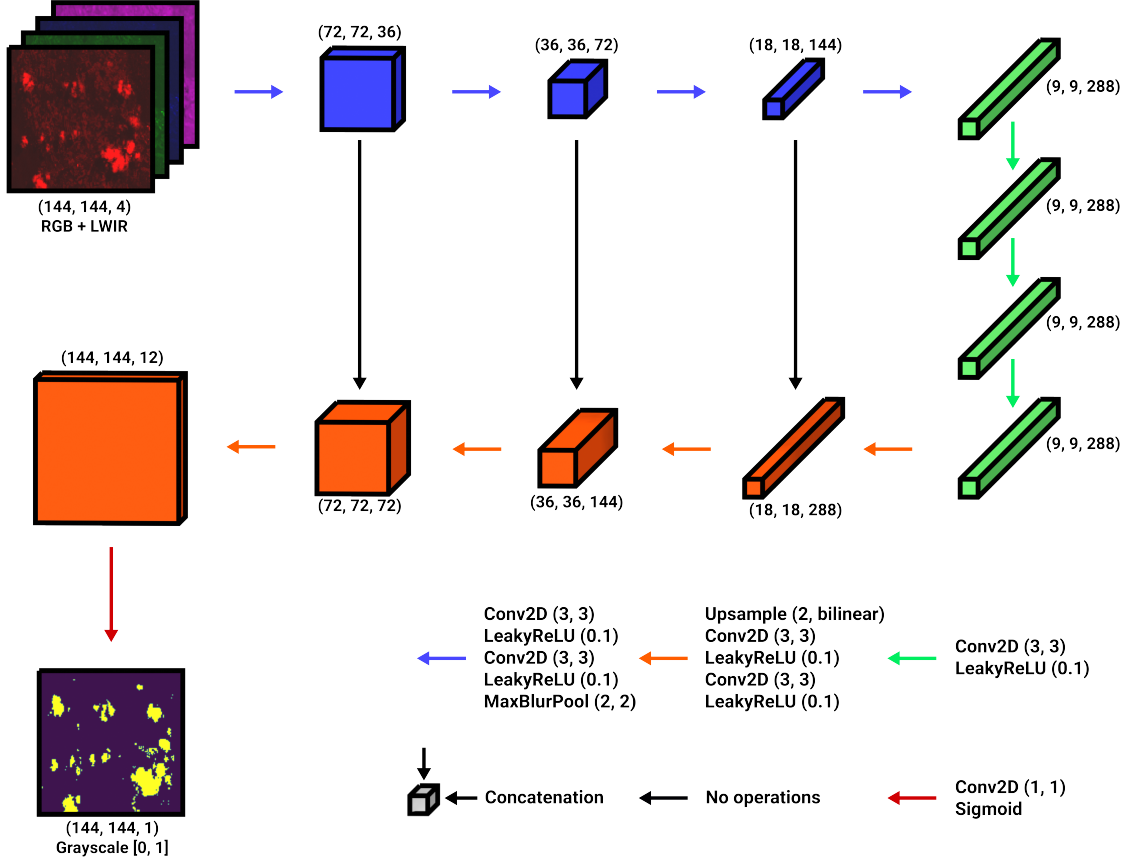 (72, 72, 36)
(36, 36, 72)
(18, 18, 144)
(9, 9, 288)
(144, 144, 4)
RGB + LWIR
(9, 9, 288)
(9, 9, 288)
(144, 144, 12)
(9, 9, 288)
(72, 72, 72)
(36, 36, 144)
(18, 18, 288)
Conv2D (3, 3)
LeakyReLU (0.1)
Conv2D (3, 3)
LeakyReLU (0.1)
MaxBlurPool (2, 2)
Upsample (2, bilinear)
Conv2D (3, 3)
LeakyReLU (0.1)
Conv2D (3, 3)
LeakyReLU (0.1)
Conv2D (3, 3)
LeakyReLU (0.1)
Concatenation
No operations
Conv2D (1, 1)
Sigmoid
(144, 144, 1)
Grayscale [0, 1]